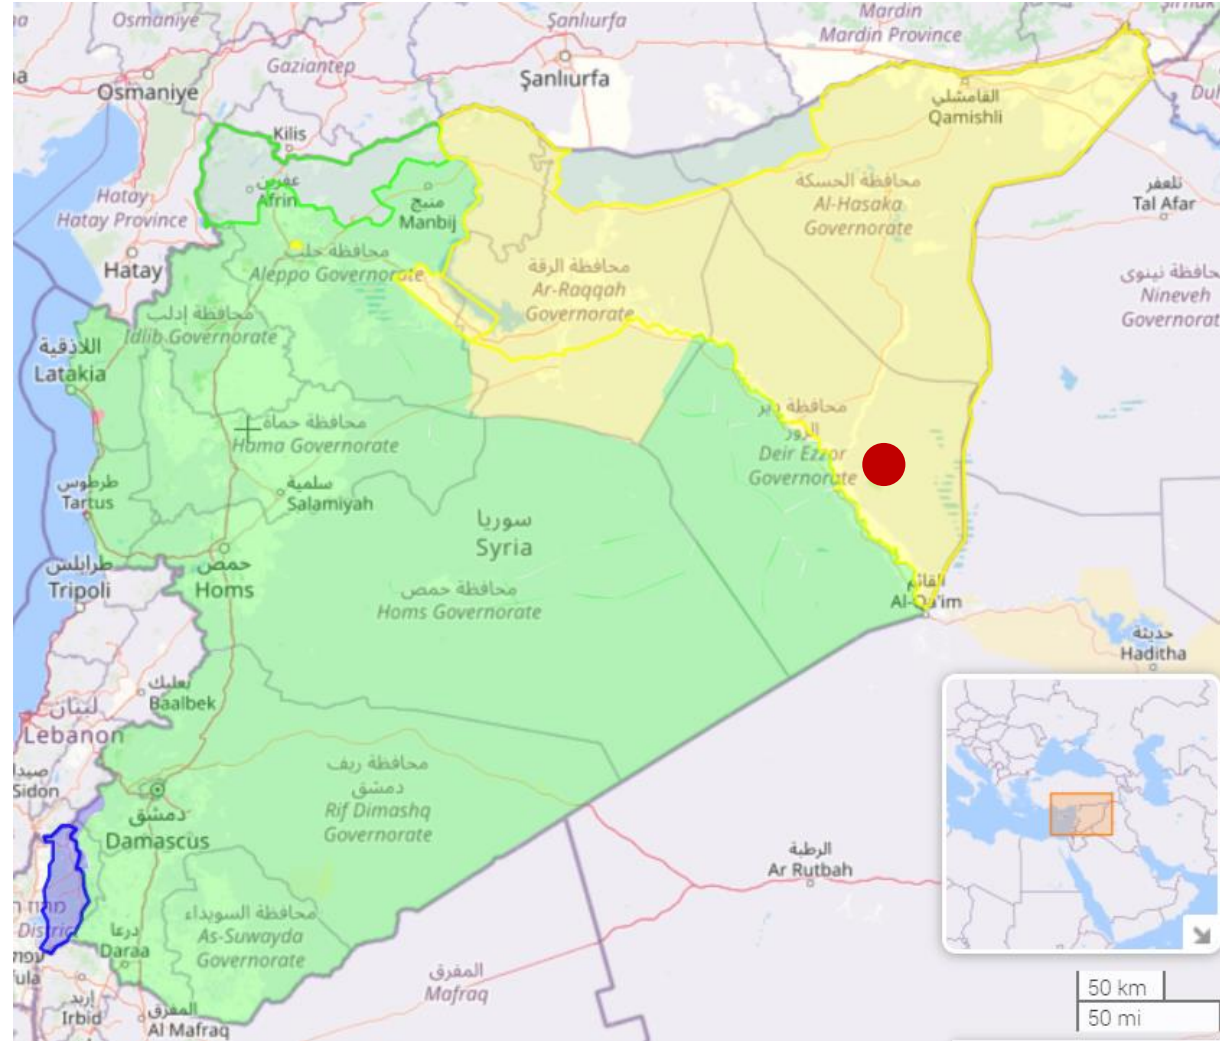 Osmaniye
Şanlıurfa
Mardin
Mardin Province
Gaziantep
Osmaniye
Şanlıurfa
القامشلي
Qamishli
Kilis
عفرين
Afrin
منبج
Manbij
Hatay
Hatay Province
Hatay
محافظة الحسكة
Al-Hasaka
Governorate
تلعفر
Tal Afar
محافظة حلب
Aleppo Governorate
محافظة الرقة
Ar-Raqqah
Governorate
Nineveh
محافظة إدلب
Idlib Governorate
اللاذقية
Latakia
محافظة حماة
Hama Governorate
محافظة دير
الزور
Deir Ezzor
Governorate
طرطوس
Tartus
سلمية
Salamiyah
سوريا
Syria
حمص
Homs
طرابلس
Tripoli
محافظة حمص
Homs Governorate
القائم
Al-Qa'im
حديثة
Haditha
بعلبك
Baalbek
لبنان
Lebanon
Sidon
محافظة ريف
دمشق
Rif Dimashq
Governorate
دمشق
Damascus
الرطبة
Ar Rutbah
محافظة السويداء
As-Suwayda
Governorate
درعا
Daraa
المفرق
Mafraq
إربد
Irbid
المفرق
Al Mafraq
50 km
50 mi